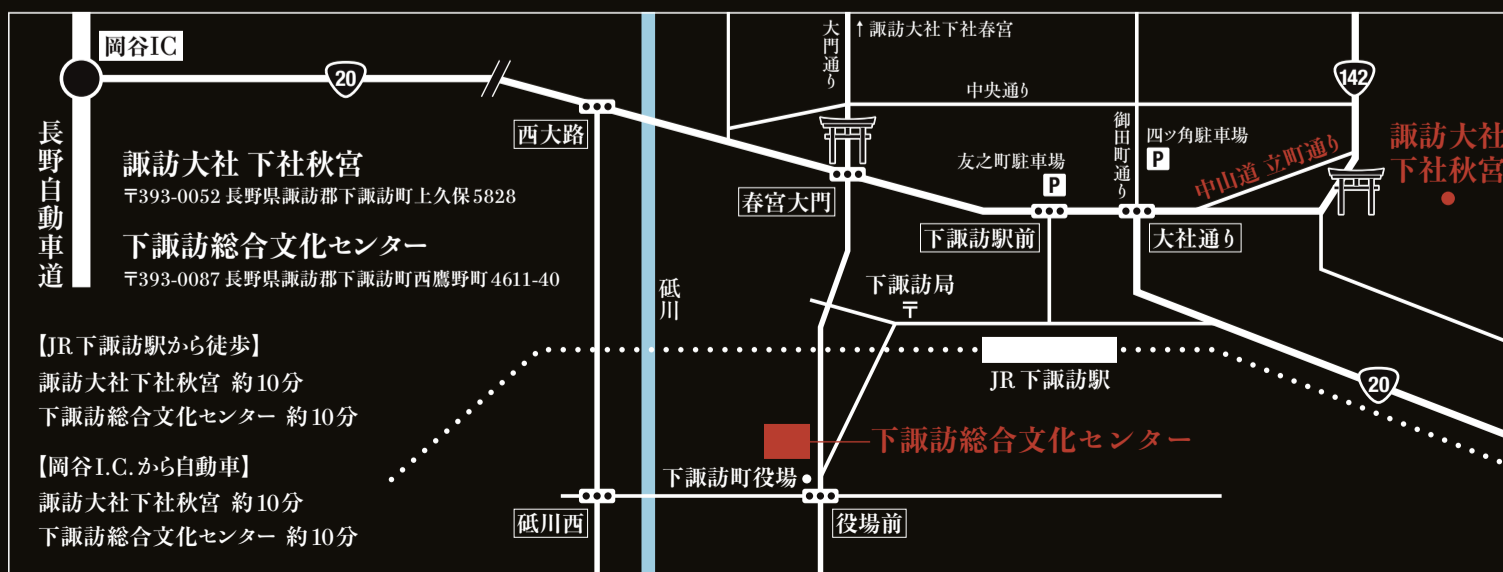 岡谷IC
20
長野自動車道
諏訪大社 下社秋宮
〒393-0052 長野県諏訪郡下諏訪町上久保5828
下諏訪総合文化センター
〒393-0087 長野県諏訪郡下諏訪町西鷹野町4611-40
【JR下諏訪駅から徒歩】
諏訪大社下社秋宮 約10分
下諏訪総合文化センター 約10分
【岡谷I.C.から自動車】
諏訪大社下社秋宮 約10分
下諏訪総合文化センター 約10分
西大路
砥川
砥川西
大門通り
↑諏訪大社下社春宮
中央通り
春宮大門
友之町駐車場
P
御田町通り
四ツ角駐車場
P
142
中山道 立町通り
諏訪大社
下社秋宮
下諏訪駅前
大社通り
下諏訪局
〒
JR下諏訪駅
20
下諏訪総合文化センター
下諏訪町役場
役場前